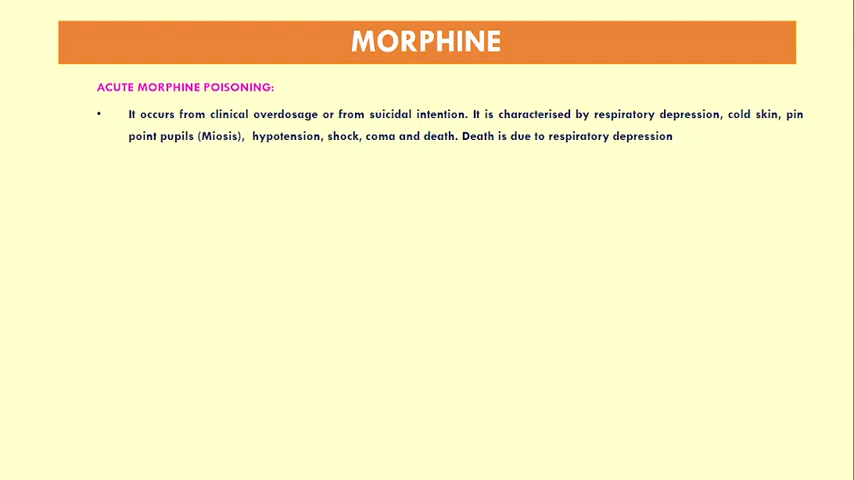 MORPHINE
ACUTE MORPHINE POISONING:
• It occurs from clinical overdosage or from suicidal intention. It is characterised by respiratory depression, cold skin, pin
point pupils (Miosis), hypotension, shock, coma and death. Death is due to respiratory depression